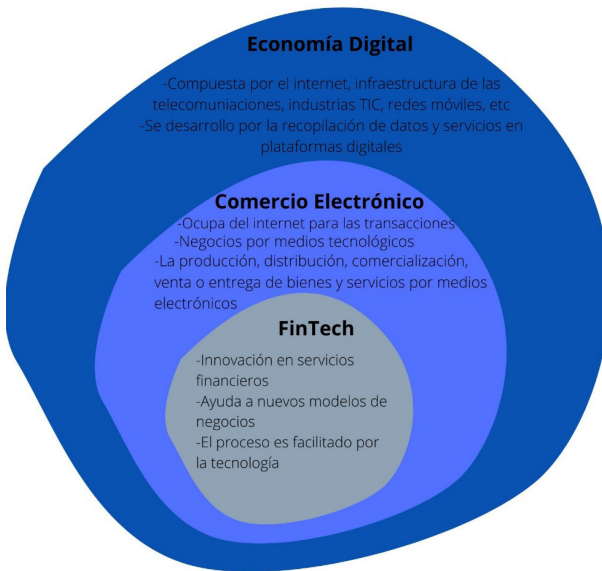 Economía Digital
-Compuesta por el internet, infraestructura de las
telecomuniaciones, industrias TIC, redes móviles, etc
-Se desarrollo por la recopilación de datos y servicios en
plataformas digitales
Comercio Electrónico
-Ocupa del internet para las transacciones
-Negocios por medios tecnológicos
-La producción, distribución, comercialización,
venta o entrega de bienes y servicios por medios
electrónicos
FinTech
-Innovación en servicios
financieros
-Ayuda a nuevos modelos de
negocios
-El proceso es facilitado por
la tecnología